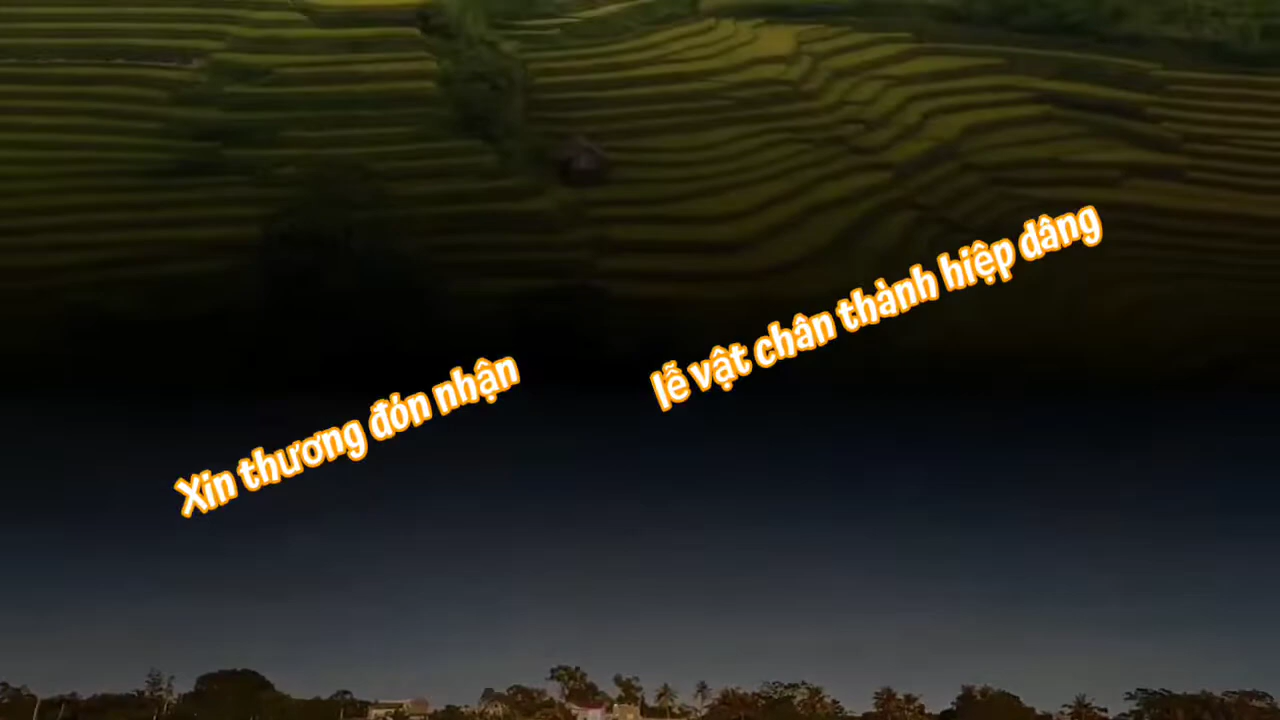 Xin thương đón nhận
lễ vật chân thành hiệp dâng